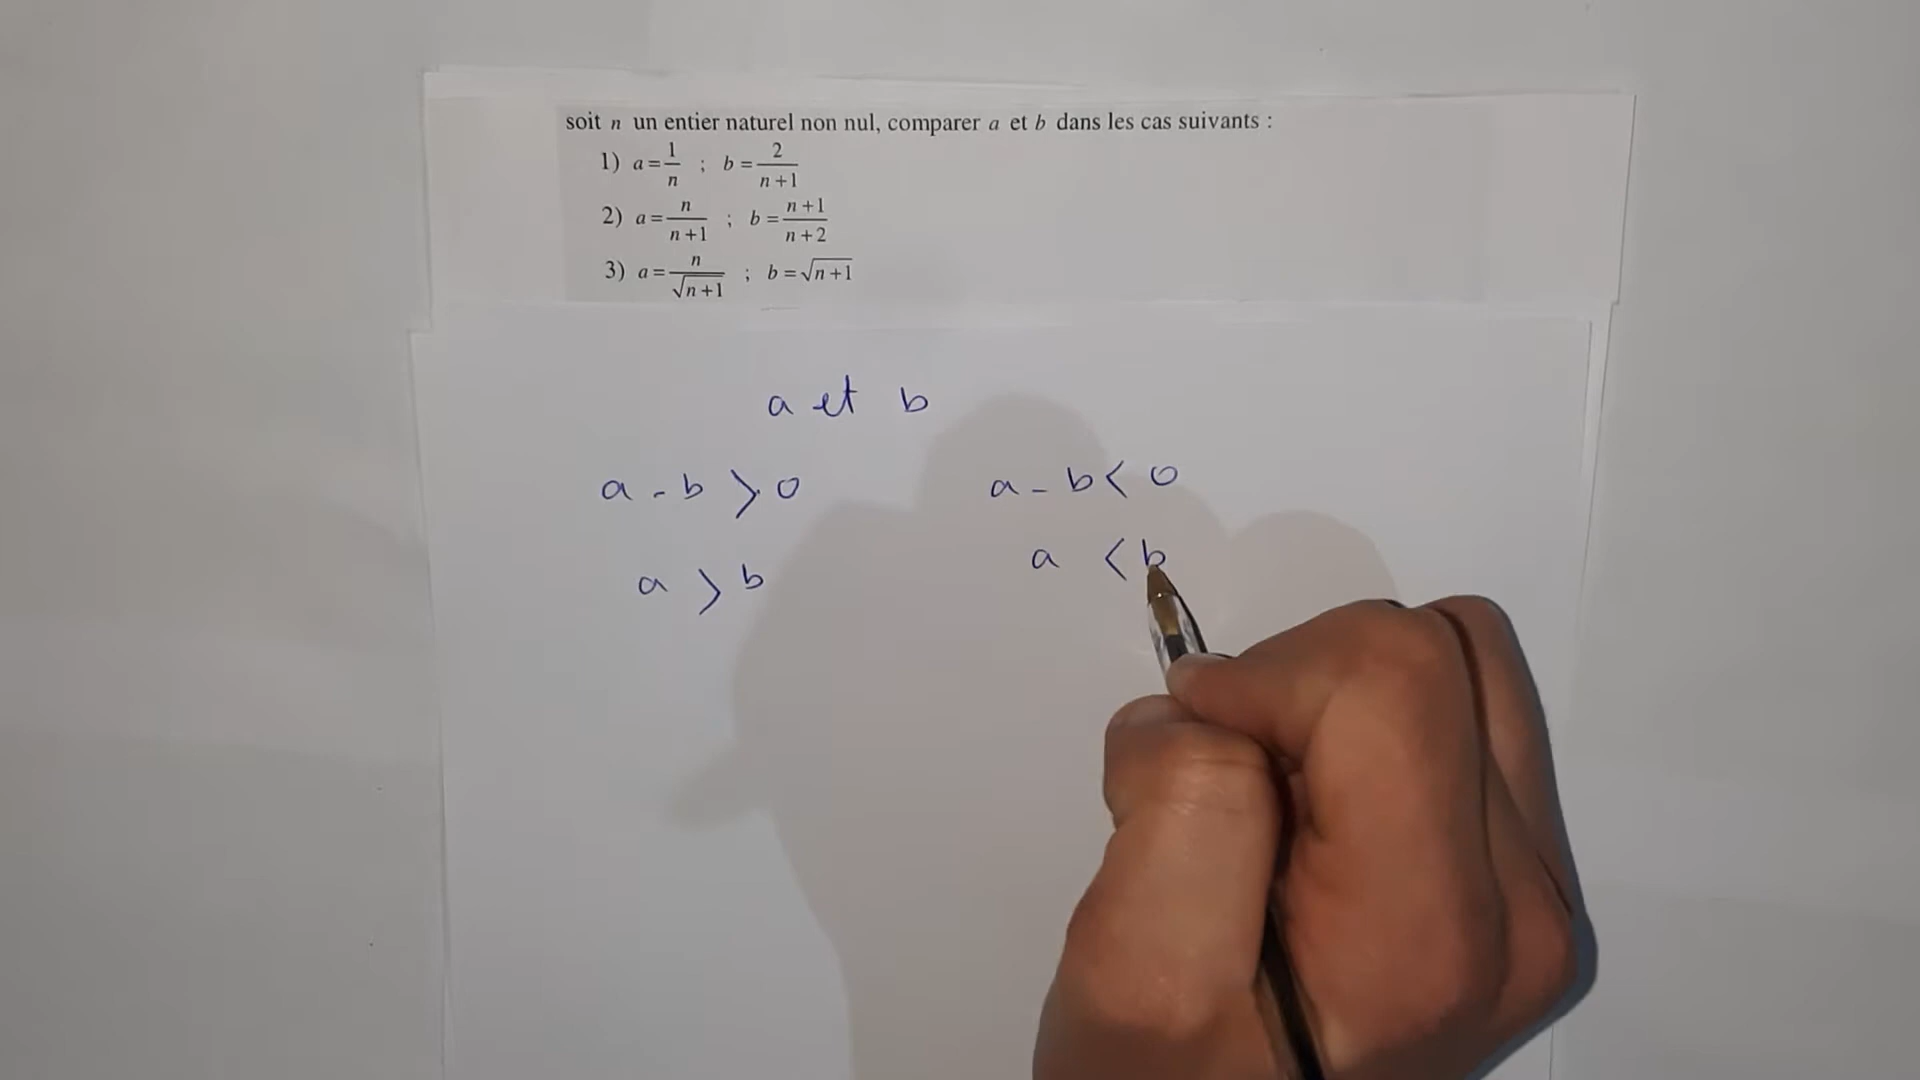 soit n un entier naturel non nul, comparer a et b dans les cas suivants :
1) a = 1/n ; b = 2/(n+1)
2) a = n/(n+1) ; b = (n+1)/(n+2)
3) a = n/√(n+1) ; b = √(n+1)
a et b
a - b > 0
a - b < 0
a > b
a < b